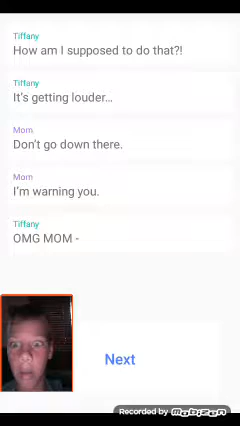 Tiffany
How am I supposed to do that?!
Tiffany
It's getting louder...
Mom
Don't go down there.
Mom
I'm warning you.
Tiffany
OMG MOM -
Next
Recorded by mobizen